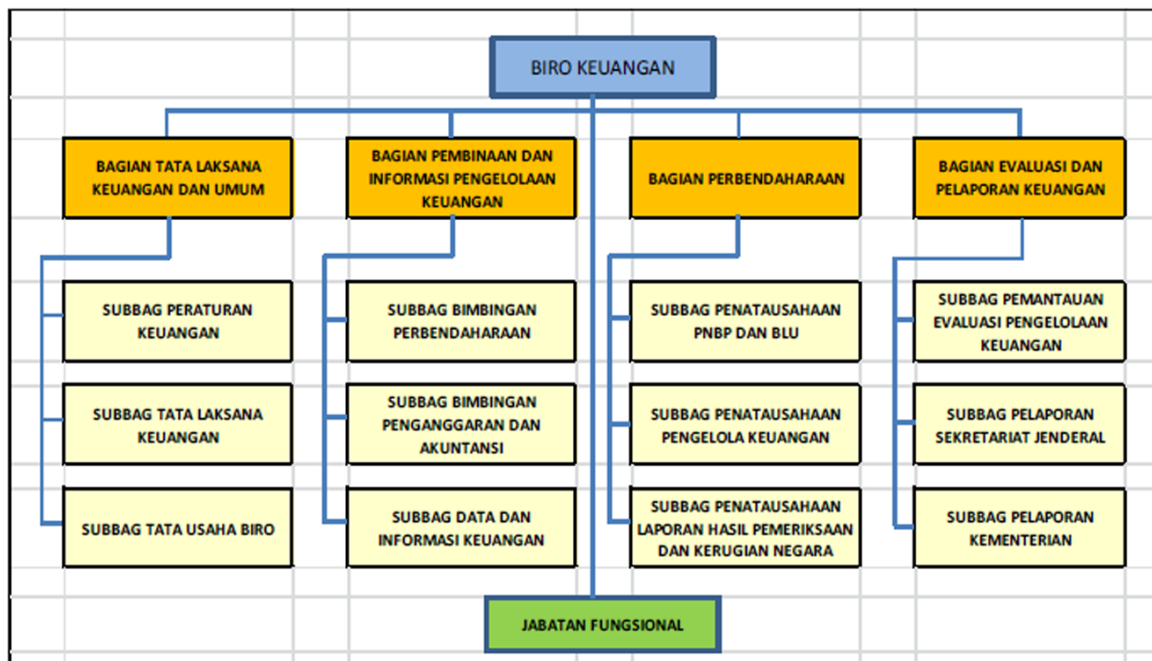 BIRO KEUANGAN
BAGIAN TATA LAKSANA
KEUANGAN DAN UMUM
BAGIAN PEMBINAAN DAN
INFORMASI PENGELOLAAN
KEUANGAN
BAGIAN PERBENDAHARAAN
BAGIAN EVALUASI DAN
PELAPORAN KEUANGAN
SUBBAG PERATURAN
KEUANGAN
SUBBAG BIMBINGAN
PERBENDAHARAAN
SUBBAG PENATAUSAHAAN
PNBP DAN BLU
SUBBAG PEMANTAUAN
EVALUASI PENGELOLAAN
KEUANGAN
SUBBAG TATA LAKSANA
KEUANGAN
SUBBAG BIMBINGAN
PENGANGGARAN DAN
AKUNTANSI
SUBBAG PENATAUSAHAAN
PENGELOLA KEUANGAN
SUBBAG PELAPORAN
SEKRETARIAT JENDERAL
SUBBAG TATA USAHA BIRO
SUBBAG DATA DAN
INFORMASI KEUANGAN
SUBBAG PENATAUSAHAAN
LAPORAN HASIL PEMERIKSAAN
DAN KERUGIAN NEGARA
SUBBAG PELAPORAN
KEMENTERIAN
JABATAN FUNGSIONAL